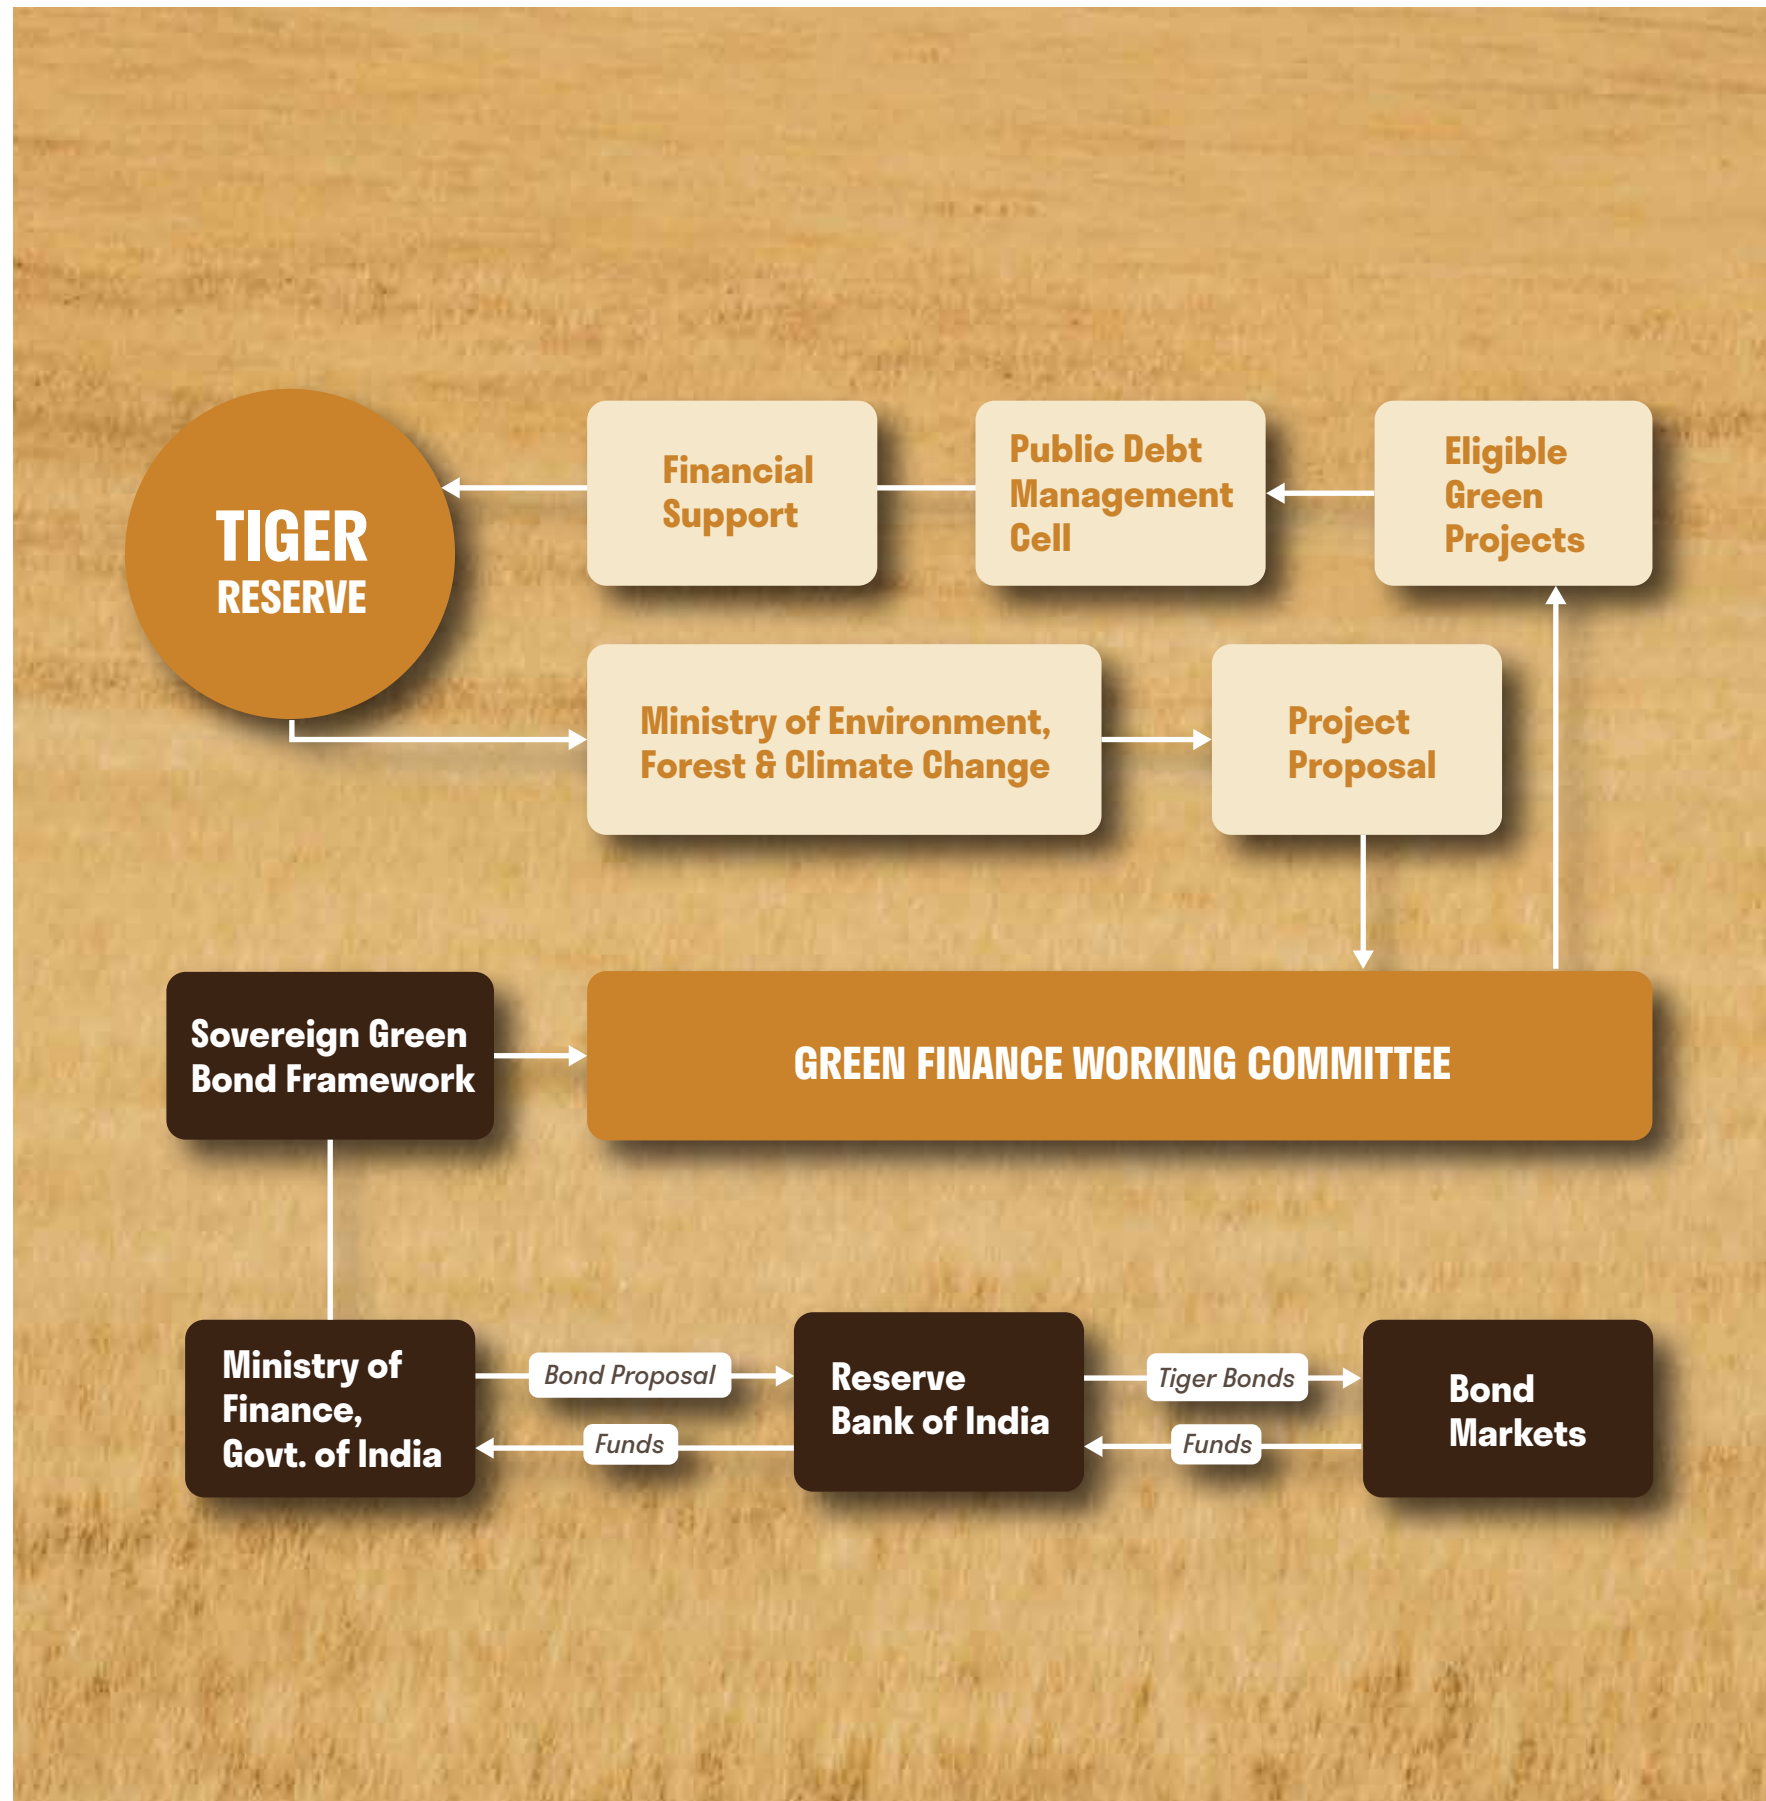 TIGER
RESERVE
Financial
Support
Public Debt
Management
Cell
Eligible
Green
Projects
Ministry of Environment,
Forest & Climate Change
Project
Proposal
Sovereign Green
Bond Framework
GREEN FINANCE WORKING COMMITTEE
Ministry of
Finance,
Govt. of India
Bond Proposal
Funds
Reserve
Bank of India
Tiger Bonds
Funds
Bond
Markets